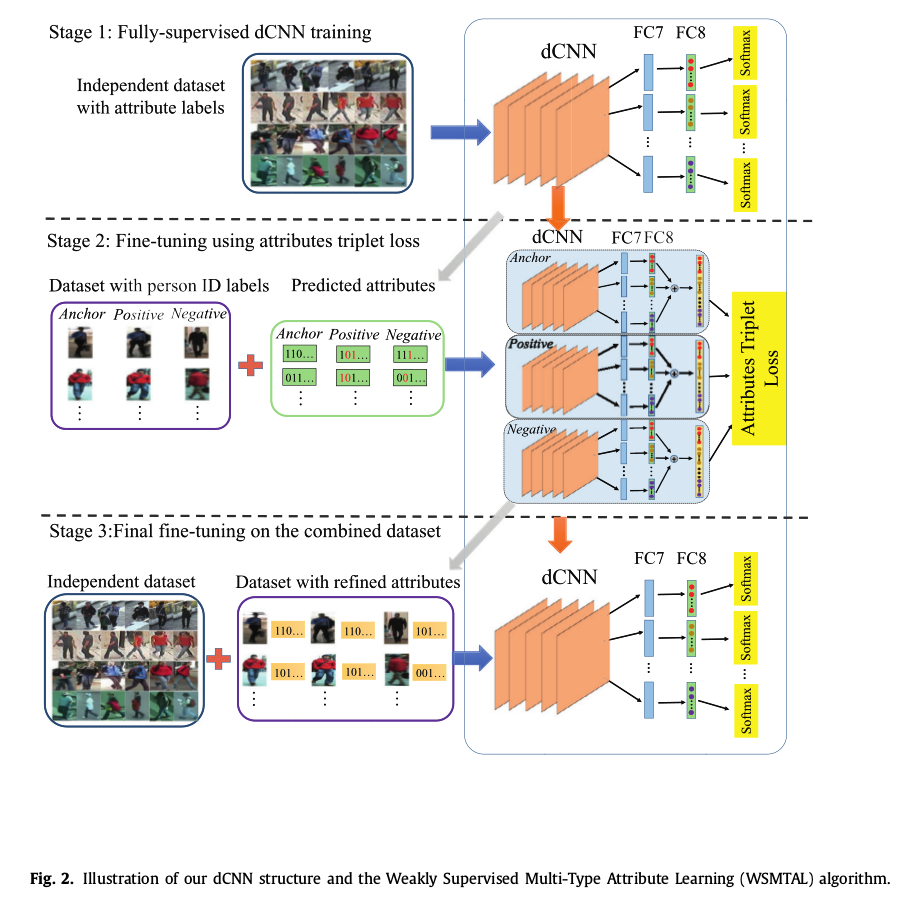 Stage 1: Fully-supervised dCNN training
Independent dataset
with attribute labels
dCNN
FC7 FC8
Softmax
Softmax
Softmax
Stage 2: Fine-tuning using attributes triplet loss
Dataset with person ID labels
Predicted attributes
Anchor Positive Negative
Anchor Positive Negative
110... 101... 111...
011... 101... 001...
dCNN
FC7 FC8
Anchor
Positive
Negative
Attributes Triplet
Loss
Stage 3:Final fine-tuning on the combined dataset
Independent dataset
Dataset with refined attributes
110... 110... 101...
101... 101... 001...
dCNN
FC7 FC8
Softmax
Softmax
Softmax
Fig. 2. Illustration of our dCNN structure and the Weakly Supervised Multi-Type Attribute Learning (WSMTAL) algorithm.